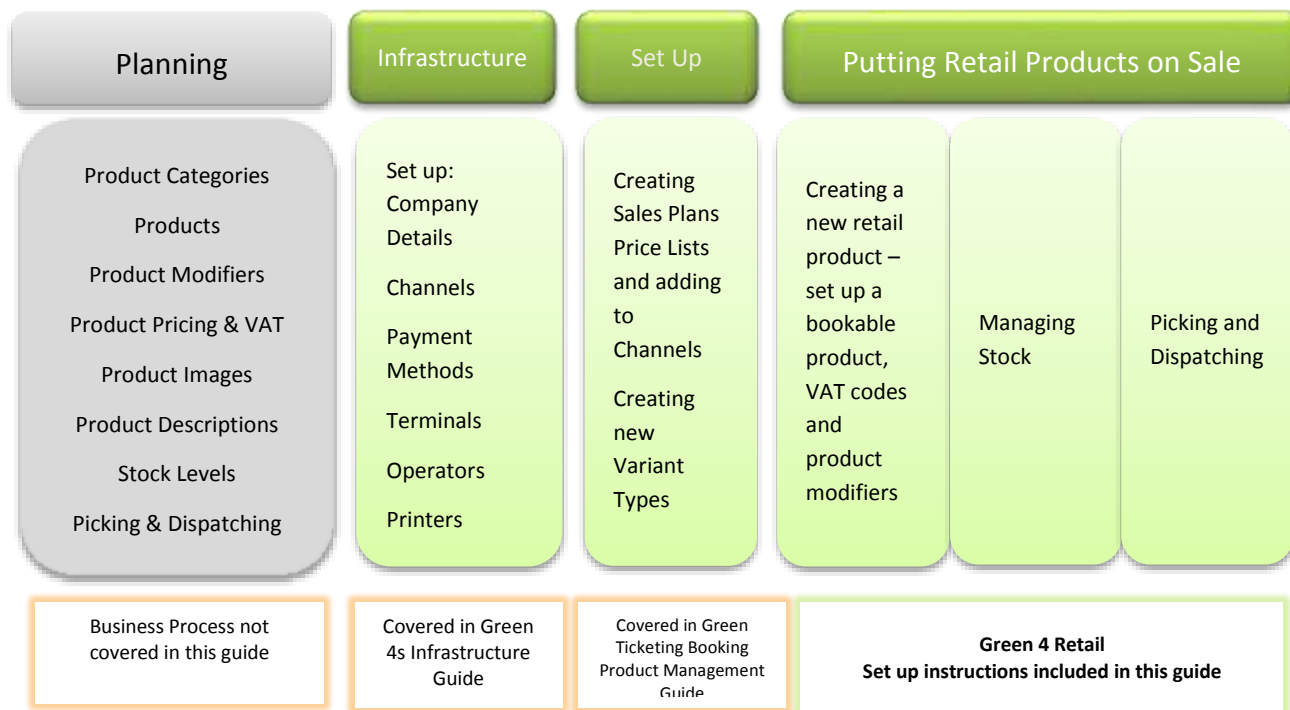 Planning
Infrastructure
Set Up
Putting Retail Products on Sale
Product Categories
Products
Product Modifiers
Product Pricing & VAT
Product Images
Product Descriptions
Stock Levels
Picking & Dispatching
Set up:
Company
Details
Channels
Payment
Methods
Terminals
Operators
Printers
Creating
Sales Plans
Price Lists
and adding
to
Channels
Creating
new
Variant
Types
Creating a
new retail
product –
set up a
bookable
product,
VAT codes
and
product
modifiers
Managing
Stock
Picking and
Dispatching
Business Process not
covered in this guide
Covered in Green
4s Infrastructure
Guide
Covered in Green
Ticketing Booking
Product Management
Guide
Green 4 Retail
Set up instructions included in this guide